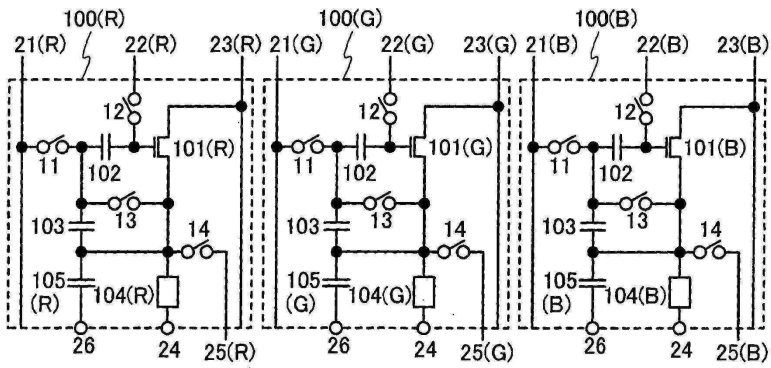 100(R) 100(G) 100(B)
21(R) 22(R) 23(R) 21(G) 22(G) 23(G) 21(B) 22(B) 23(B)
12 12 12
101(R) 101(G) 101(B)
11 102 11 102 11 102
103 13 14 103 13 14 103 13 14
105 105 105
(R) 104(R) (G) 104(G) (B) 104(B)
26 24 25(R) 26 24 25(G) 26 24 25(B)